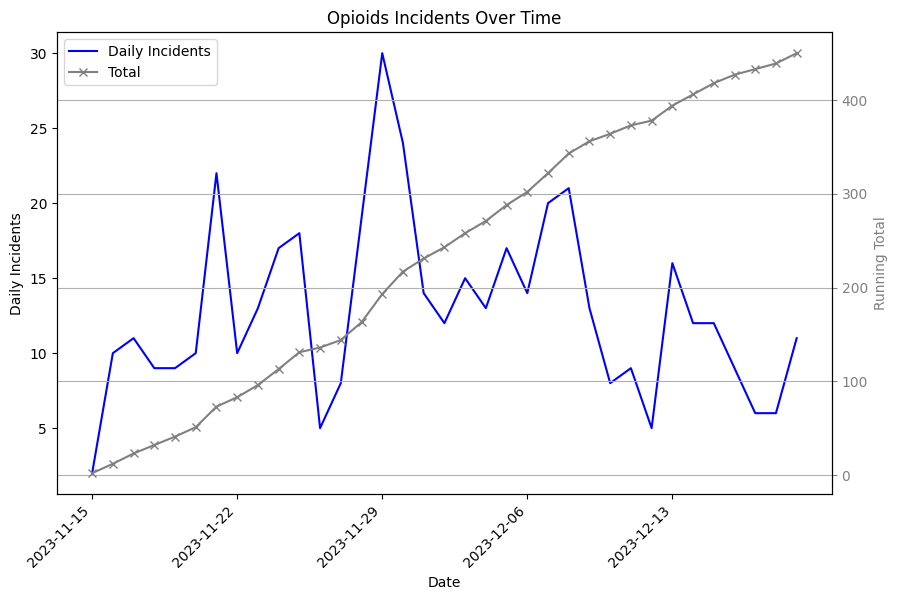 Opioids Incidents Over Time
Daily Incidents
Total
30
25
20
15
10
5
Daily Incidents
400
300
200
100
0
Running Total
2023-11-15
2023-11-22
2023-11-29
2023-12-06
2023-12-13
Date